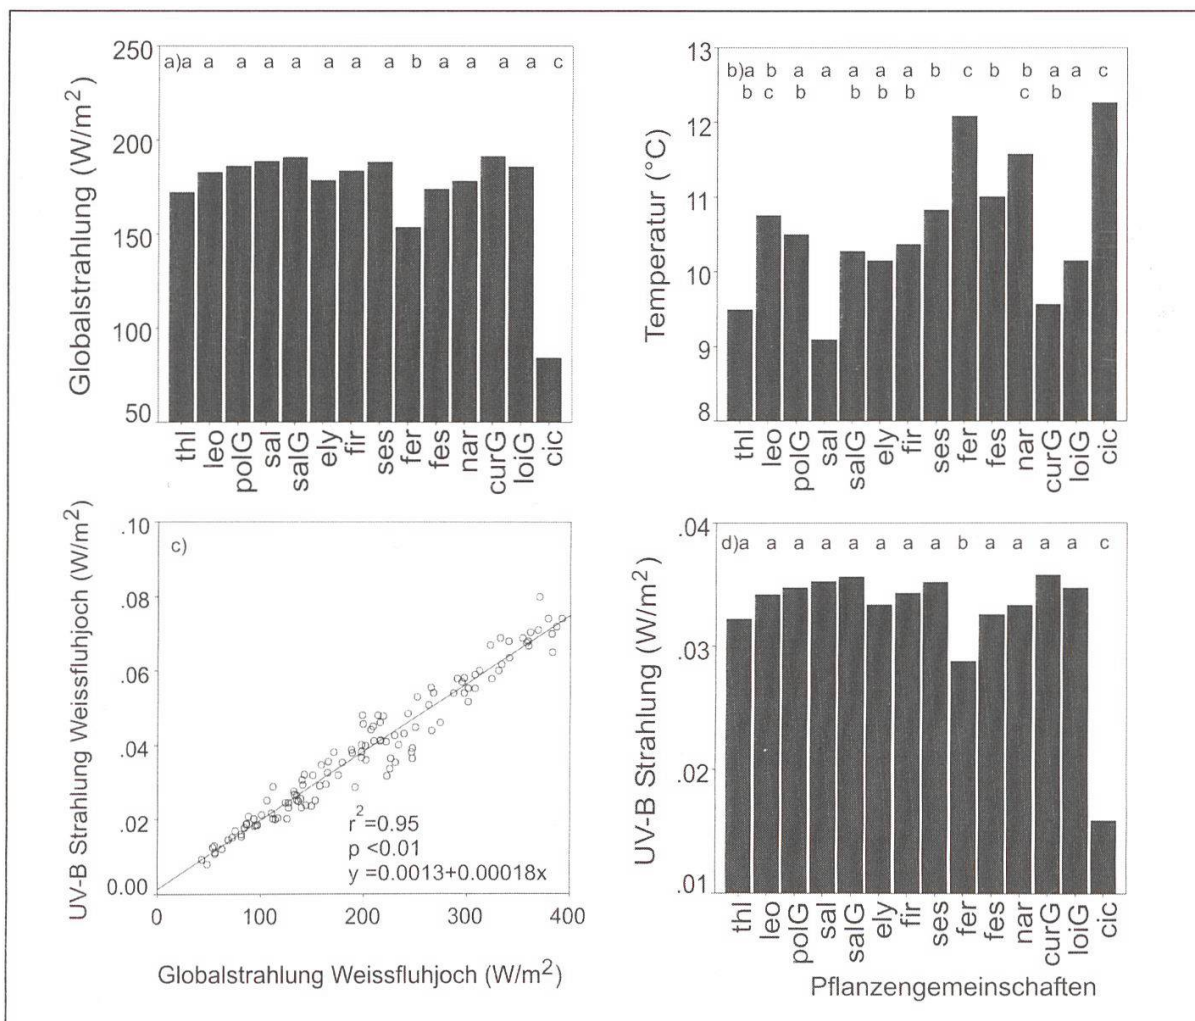 Globalstrahlung (W/m²)
250
200
150
100
50
a)a a a a a a a a b a a a a c
thl leo polG sal salG ely fir ses fer fes nar curG loiG cic
Temperatur (°C)
13
12
11
10
9
8
b)a b a a a a a b c b b a a c
b c b b b b c b
thl leo polG sal salG ely fir ses fer fes nar curG loiG cic
UV-B Strahlung Weissfluhjoch (W/m²)
.10
.08
.06
.04
.02
0.00
c)
r²=0.95
p <0.01
y =0.0013+0.00018x
0 100 200 300 400
Globalstrahlung Weissfluhjoch (W/m²)
UV-B Strahlung (W/m²)
.04
.03
.02
.01
d)a a a a a a a a b a a a a c
thl leo polG sal salG ely fir ses fer fes nar curG loiG cic
Pflanzengemeinschaften